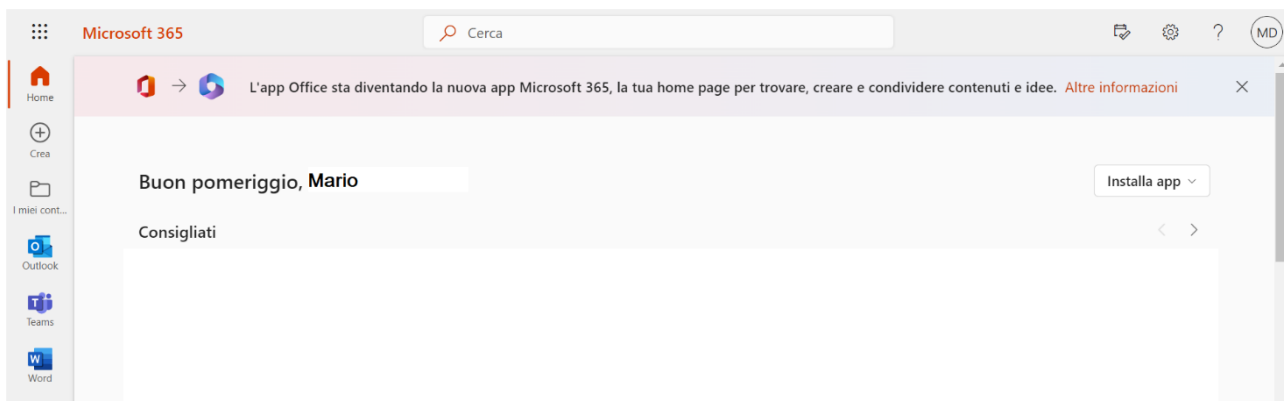 Microsoft 365
Cerca
?
MD
Home
L'app Office sta diventando la nuova app Microsoft 365, la tua home page per trovare, creare e condividere contenuti e idee. Altre informazioni
Crea
I miei cont...
Buon pomeriggio, Mario
Installa app
Consigliati
Outlook
Teams
Word